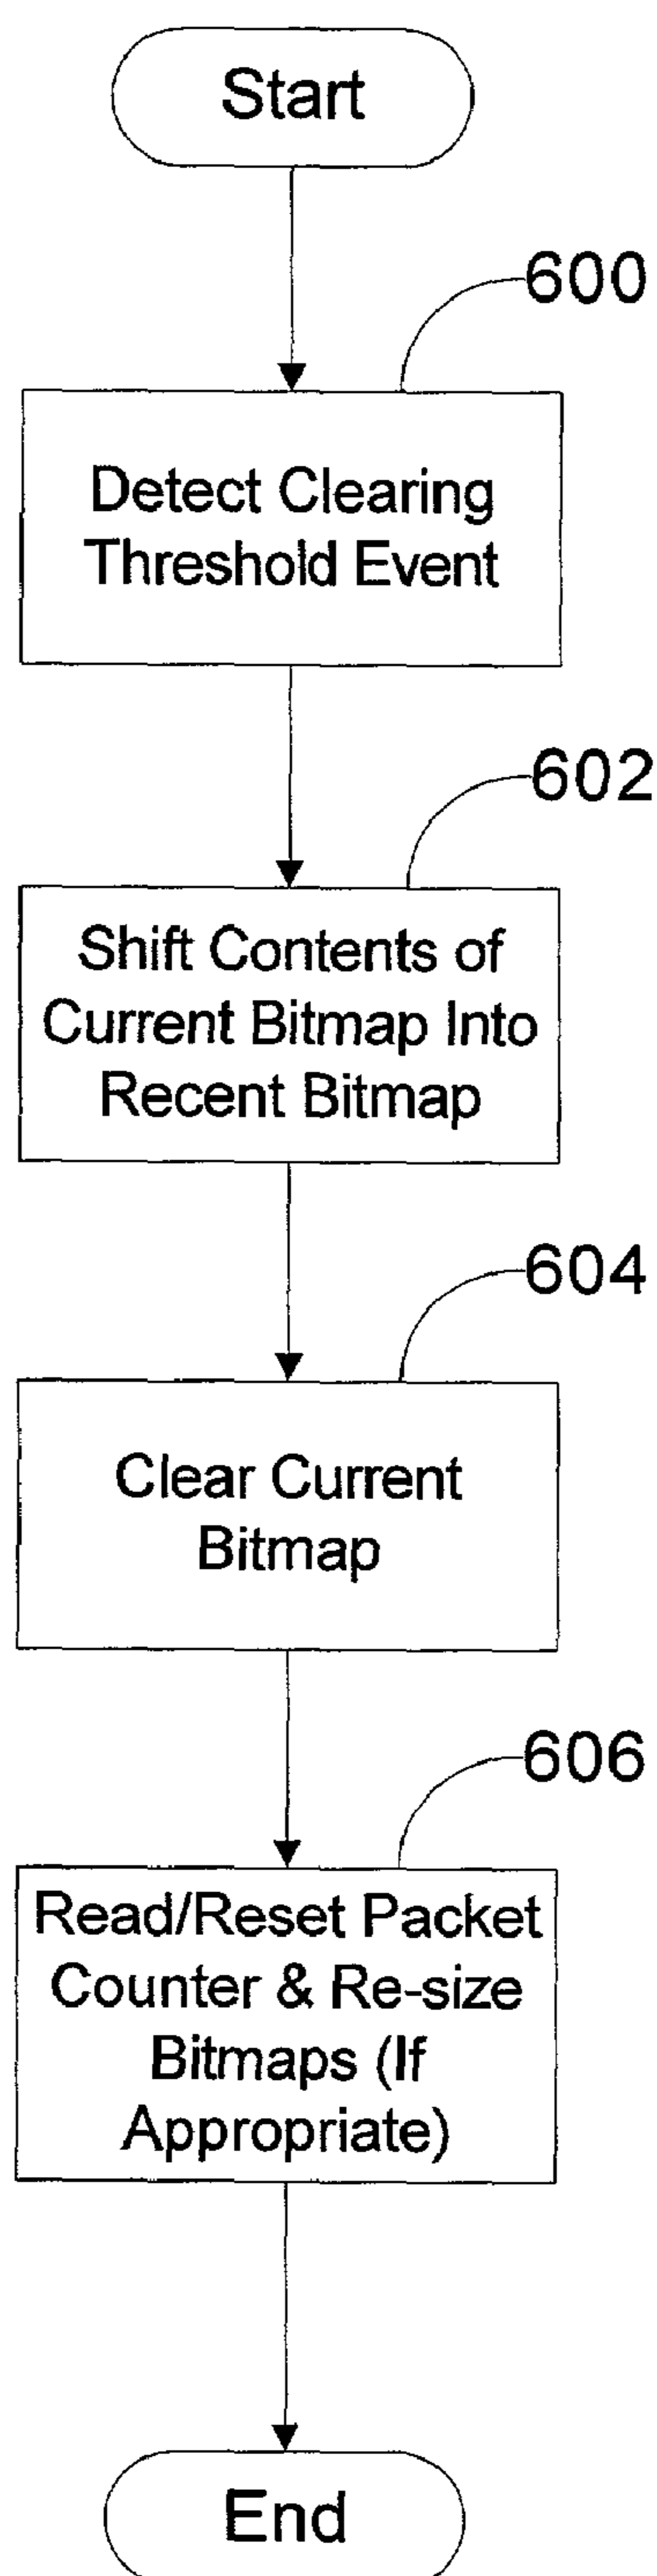 Start
600
Detect Clearing
Threshold Event
602
Shift Contents of
Current Bitmap Into
Recent Bitmap
604
Clear Current
Bitmap
606
Read/Reset Packet
Counter & Re-size
Bitmaps (If
Appropriate)
End